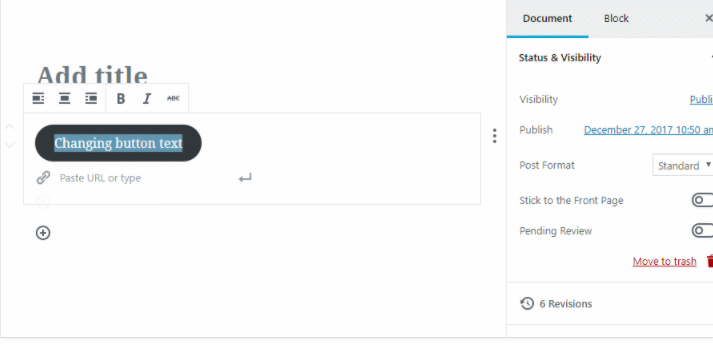 Document Block ×
Add title
Status & Visibility
B I ABC
Visibility Publi
Changing button text
Publish December 27, 2017 10:50 am
Paste URL or type
Post Format Standard
Stick to the Front Page
Pending Review
Move to trash
6 Revisions